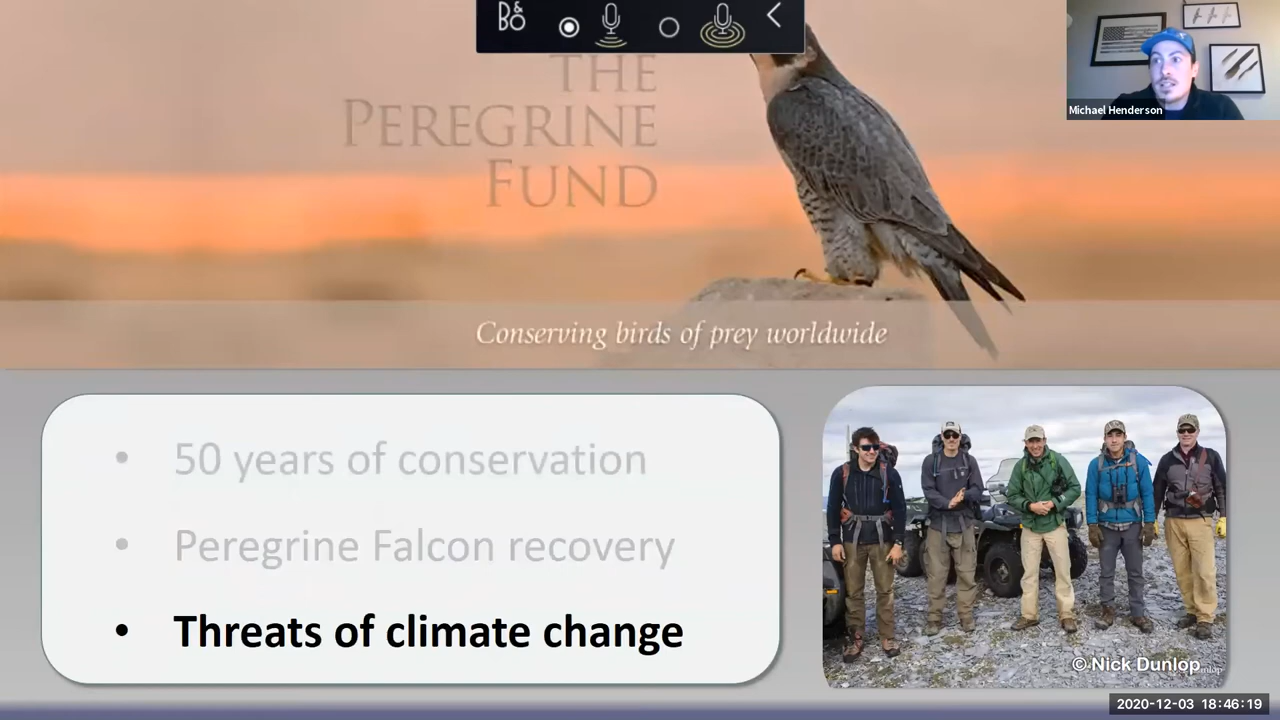 B&
BO
Michael Henderson
THE
PEREGRINE
FUND
Conserving birds of prey worldwide
• 50 years of conservation
• Peregrine Falcon recovery
• Threats of climate change
© Nick Dunlop
2020-12-03 18:46:19